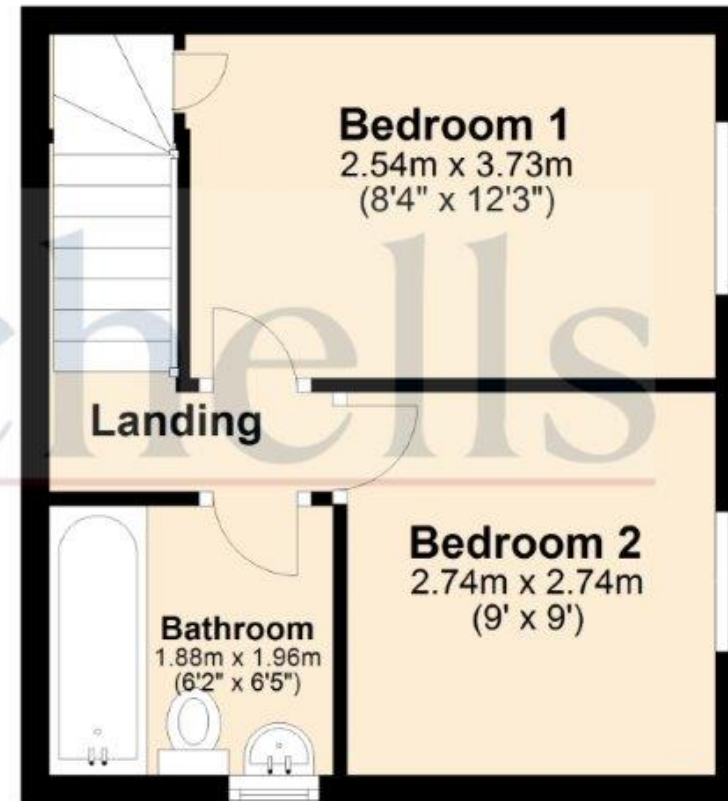 Bedroom 1
2.54m x 3.73m
(8'4" x 12'3")
Landing
Bedroom 2
2.74m x 2.74m
(9' x 9')
Bathroom
1.88m x 1.96m
(6'2" x 6'5")